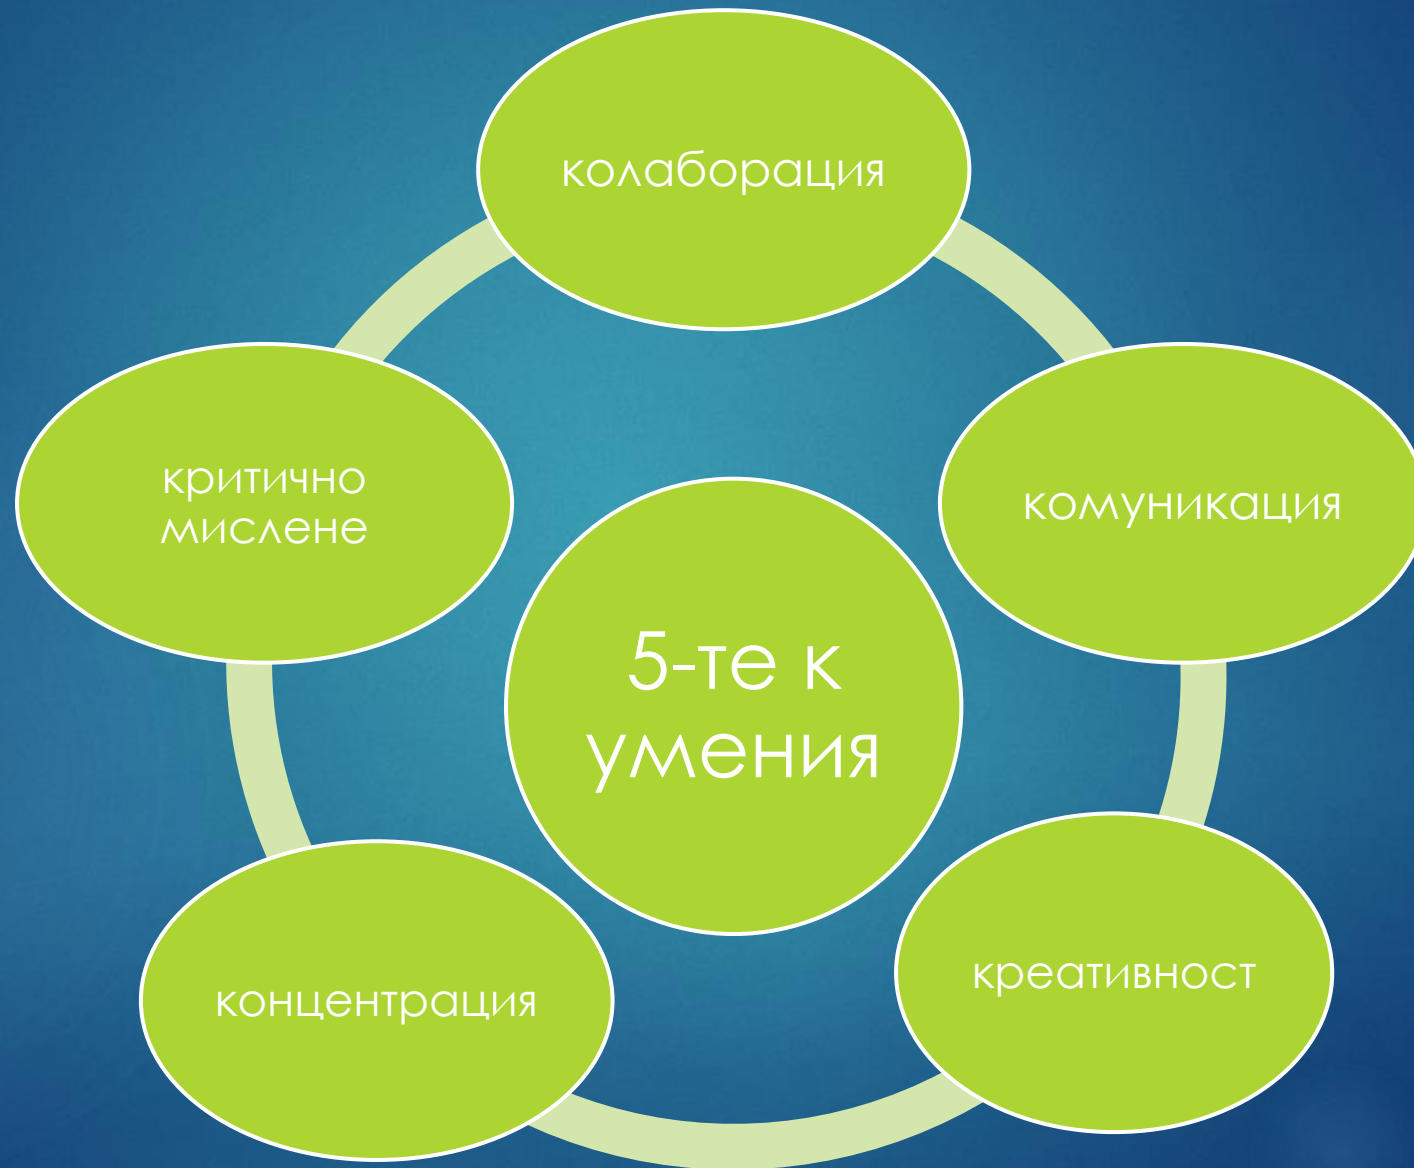 колаборация
комуникация
креативност
концентрация
критично
мислене
5-те к
умения